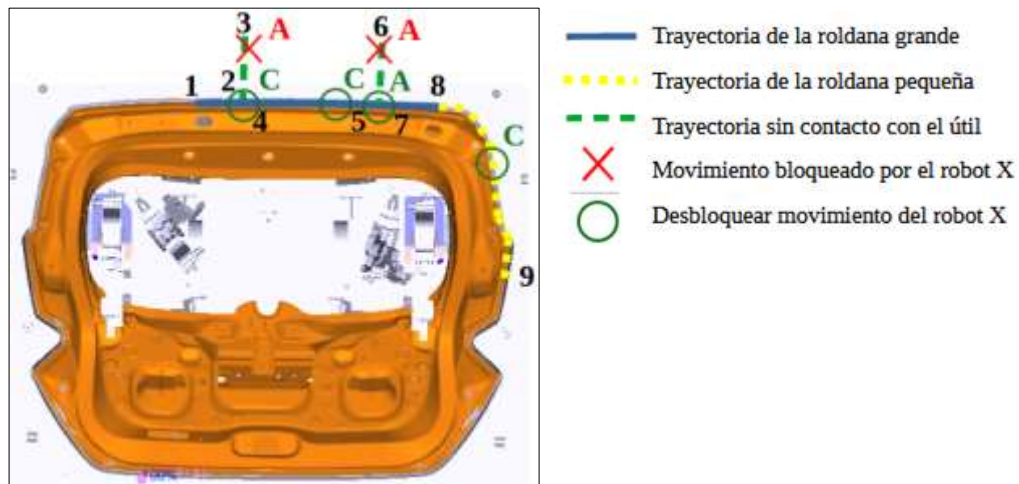 3 A 6 A
1 2 C C A 8
4 5 7
C
9
Trayectoria de la roldana grande
Trayectoria de la roldana pequeña
Trayectoria sin contacto con el útil
Movimiento bloqueado por el robot X
Desbloquear movimiento del robot X